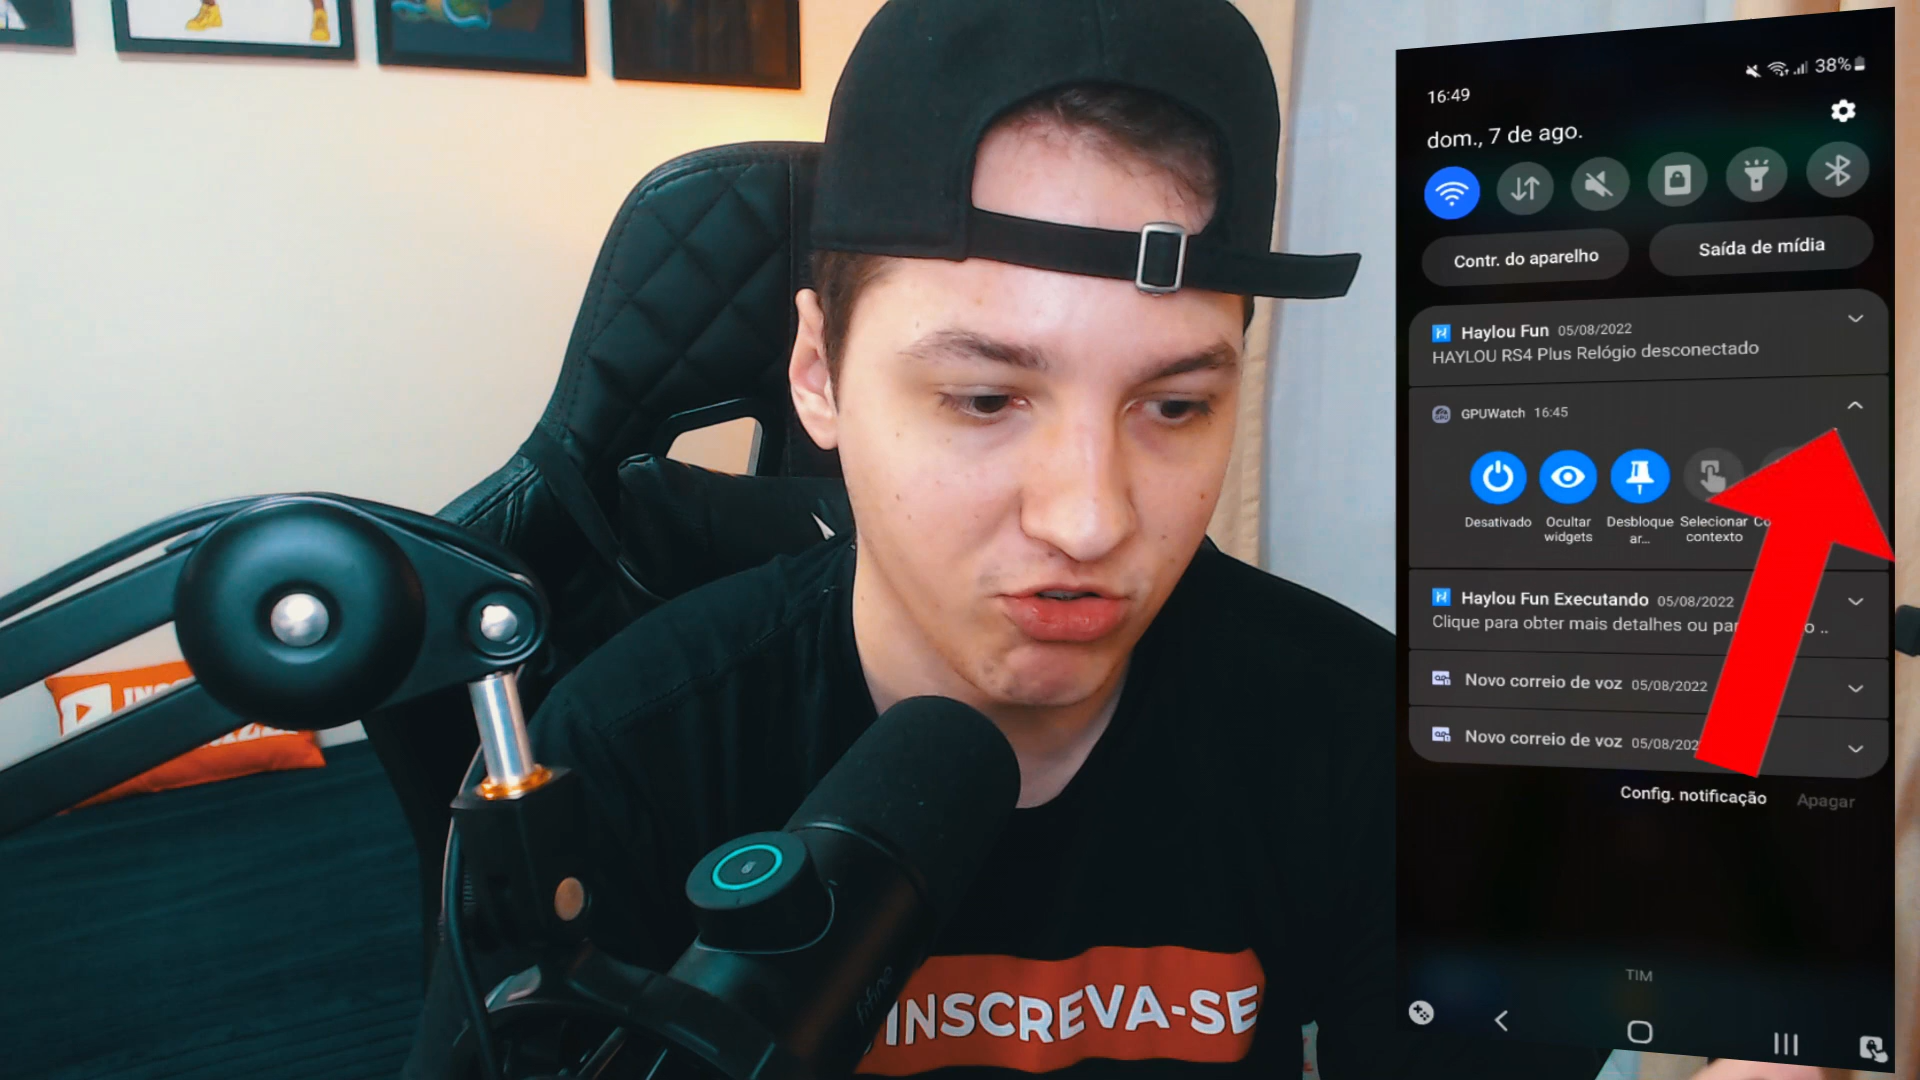 16:49
38%
dom., 7 de ago.
Contr. do aparelho
Saída de mídia
Haylou Fun 05/08/2022
HAYLOU RS4 Plus Relógio desconectado
GPUWatch 16:45
Desativado
Ocultar
widgets
Desbloque
ar...
Selecionar
contexto
Haylou Fun Executando 05/08/2022
Clique para obter mais detalhes ou
Novo correio de voz 05/08/2022
Novo correio de voz
Config. notificação
Apagar
TIM
fifine
INSCREVA-SE